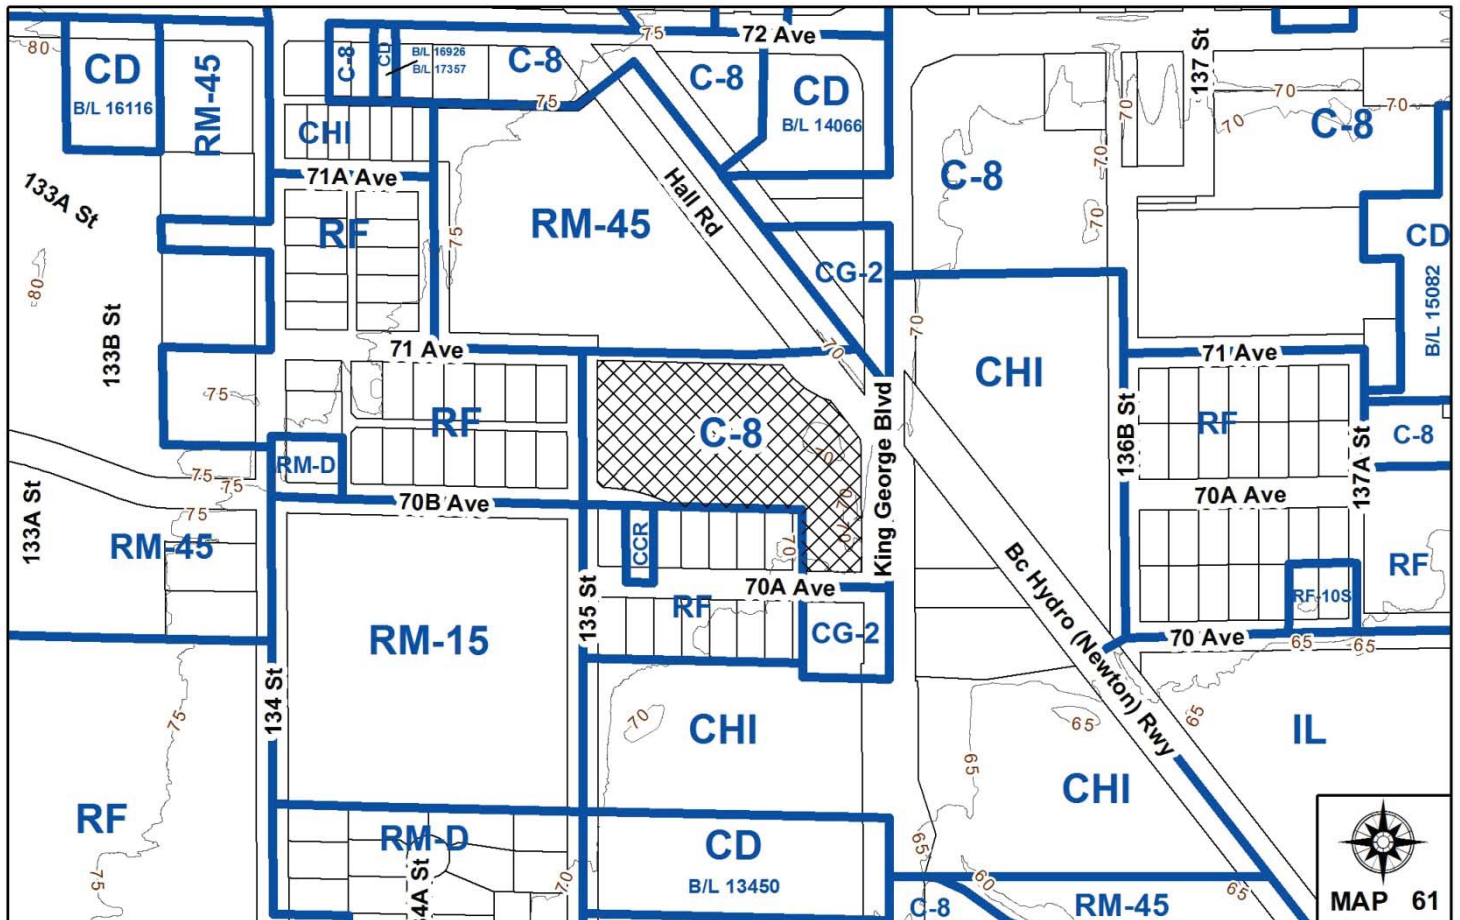 72 Ave
75
137 St
80
CD
B/L 16116
RM-45
C-8
CD
B/L 16926
B/L 17357
C-8
75
C-8
CD
B/L 14066
70
70
70
70
C-8
CHI
71A Ave
Hall Rd
C-8
70
70
133A St
RF
75
RM-45
CG-2
CD
B/L 15082
80
133B St
70
71 Ave
70
CHI
71 Ave
75
RF
C-8
70
King George Blvd
136B St
RF
137A St
C-8
RM-D
75
75
75
70B Ave
70
70
70A Ave
133A St
RM-45
CCR
70
135 St
70A Ave
RF
CG-2
Bc Hydro (Newton) Rwy
RF-10S
RF
70 Ave
65
65
RM-15
134 St
75
70
CHI
65
65
IL
65
CHI
RF
RM-D
CD
B/L 13450
65
75
4A St
70
60
65
C-8
RM-45
MAP 61